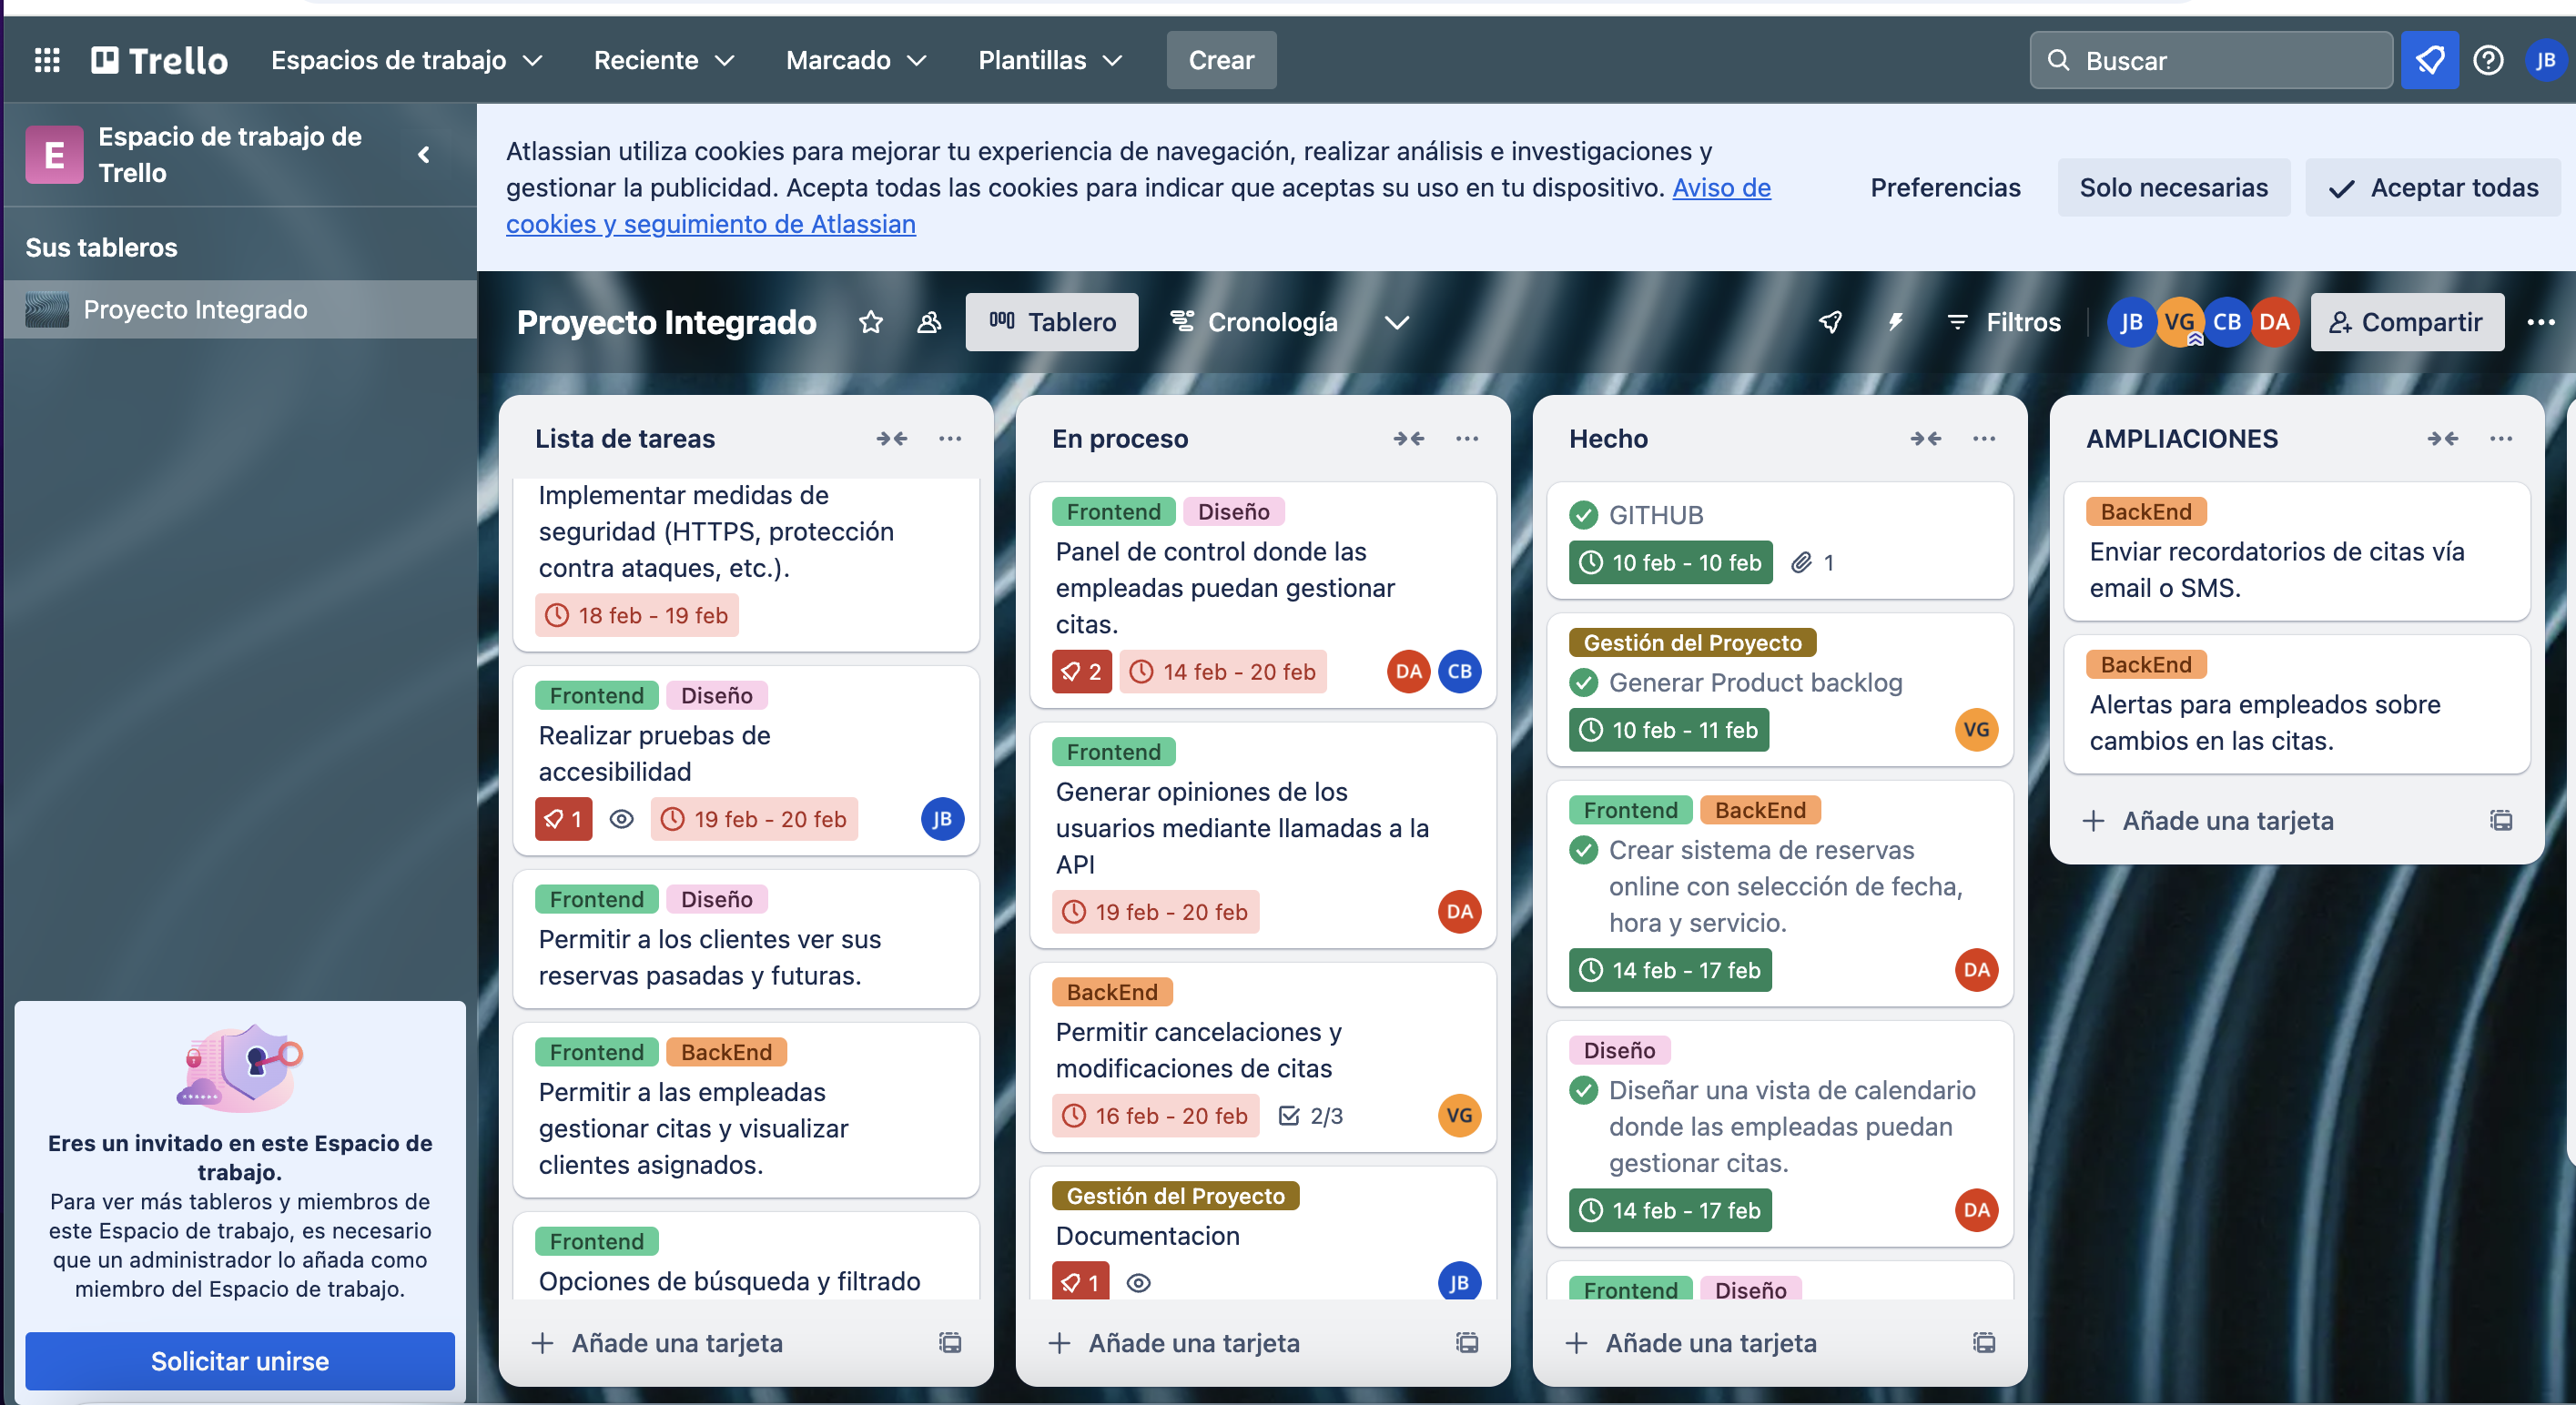 Trello
Espacios de trabajo
Reciente
Marcado
Plantillas
Crear
Buscar
JB
E
Espacio de trabajo de
Trello
Sus tableros
Proyecto Integrado
Eres un invitado en este Espacio de
trabajo.
Para ver más tableros y miembros de
este Espacio de trabajo, es necesario
que un administrador lo añada como
miembro del Espacio de trabajo.
Solicitar unirse
Atlassian utiliza cookies para mejorar tu experiencia de navegación, realizar análisis e investigaciones y
gestionar la publicidad. Acepta todas las cookies para indicar que aceptas su uso en tu dispositivo. Aviso de
cookies y seguimiento de Atlassian
Preferencias
Solo necesarias
Aceptar todas
Proyecto Integrado
Tablero
Cronología
Filtros
JB VG CB DA
Compartir
Lista de tareas
Implementar medidas de
seguridad (HTTPS, protección
contra ataques, etc.).
18 feb - 19 feb
Frontend Diseño
Realizar pruebas de
accesibilidad
1 19 feb - 20 feb JB
Frontend Diseño
Permitir a los clientes ver sus
reservas pasadas y futuras.
Frontend BackEnd
Permitir a las empleadas
gestionar citas y visualizar
clientes asignados.
Frontend
Opciones de búsqueda y filtrado
Añade una tarjeta
En proceso
Frontend Diseño
Panel de control donde las
empleadas puedan gestionar
citas.
2 14 feb - 20 feb DA CB
Frontend
Generar opiniones de los
usuarios mediante llamadas a la
API
19 feb - 20 feb DA
BackEnd
Permitir cancelaciones y
modificaciones de citas
16 feb - 20 feb 2/3 VG
Gestión del Proyecto
Documentacion
1 JB
Añade una tarjeta
Hecho
GITHUB
10 feb - 10 feb 1
Gestión del Proyecto
Generar Product backlog
10 feb - 11 feb VG
Frontend BackEnd
Crear sistema de reservas
online con selección de fecha,
hora y servicio.
14 feb - 17 feb DA
Diseño
Diseñar una vista de calendario
donde las empleadas puedan
gestionar citas.
14 feb - 17 feb DA
Frontend Diseño
Añade una tarjeta
AMPLIACIONES
BackEnd
Enviar recordatorios de citas vía
email o SMS.
BackEnd
Alertas para empleados sobre
cambios en las citas.
Añade una tarjeta